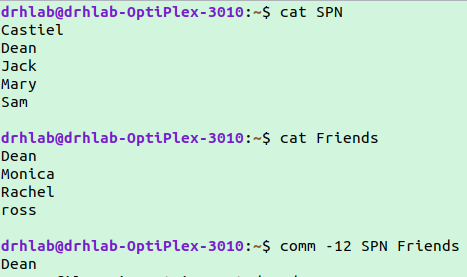 drhlab@drhlab-OptiPlex-3010:~$ cat SPN
Castiel
Dean
Jack
Mary
Sam
drhlab@drhlab-OptiPlex-3010:~$ cat Friends
Dean
Monica
Rachel
ross
drhlab@drhlab-OptiPlex-3010:~$ comm -12 SPN Friends
Dean